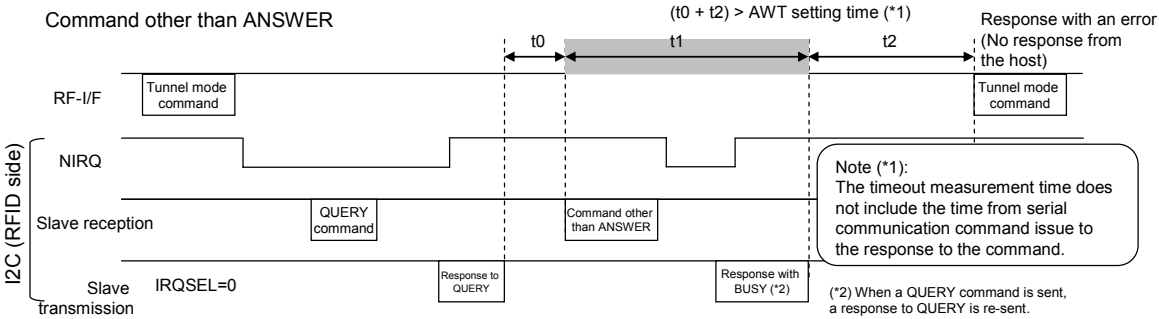 Command other than ANSWER
(t0 + t2) > AWT setting time (*1)
Response with an error
(No response from
the host)
t0
t1
t2
RF-I/F
Tunnel mode
command
Tunnel mode
command
I2C (RFID side)
NIRQ
Note (*1):
The timeout measurement time does
not include the time from serial
communication command issue to
the response to the command.
Slave reception
QUERY
command
Command other
than ANSWER
Slave
transmission
IRQSEL=0
Response to
QUERY
Response with
BUSY (*2)
(*2) When a QUERY command is sent,
a response to QUERY is re-sent.